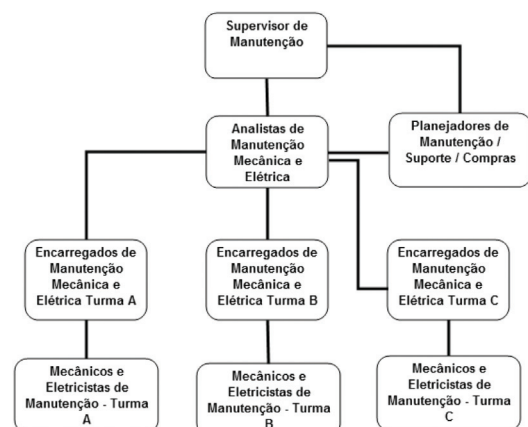 Supervisor de
Manutenção
Analistas de
Manutenção
Mecânica e
Elétrica
Planejadores de
Manutenção /
Suporte / Compras
Encarregados de
Manutenção
Mecânica e
Elétrica Turma A
Encarregados de
Manutenção
Mecânica e
Elétrica Turma B
Encarregados de
Manutenção
Mecânica e
Elétrica Turma C
Mecânicos e
Eletricistas de
Manutenção - Turma
A
Mecânicos e
Eletricistas de
Manutenção - Turma
B
Mecânicos e
Eletricistas de
Manutenção - Turma
C